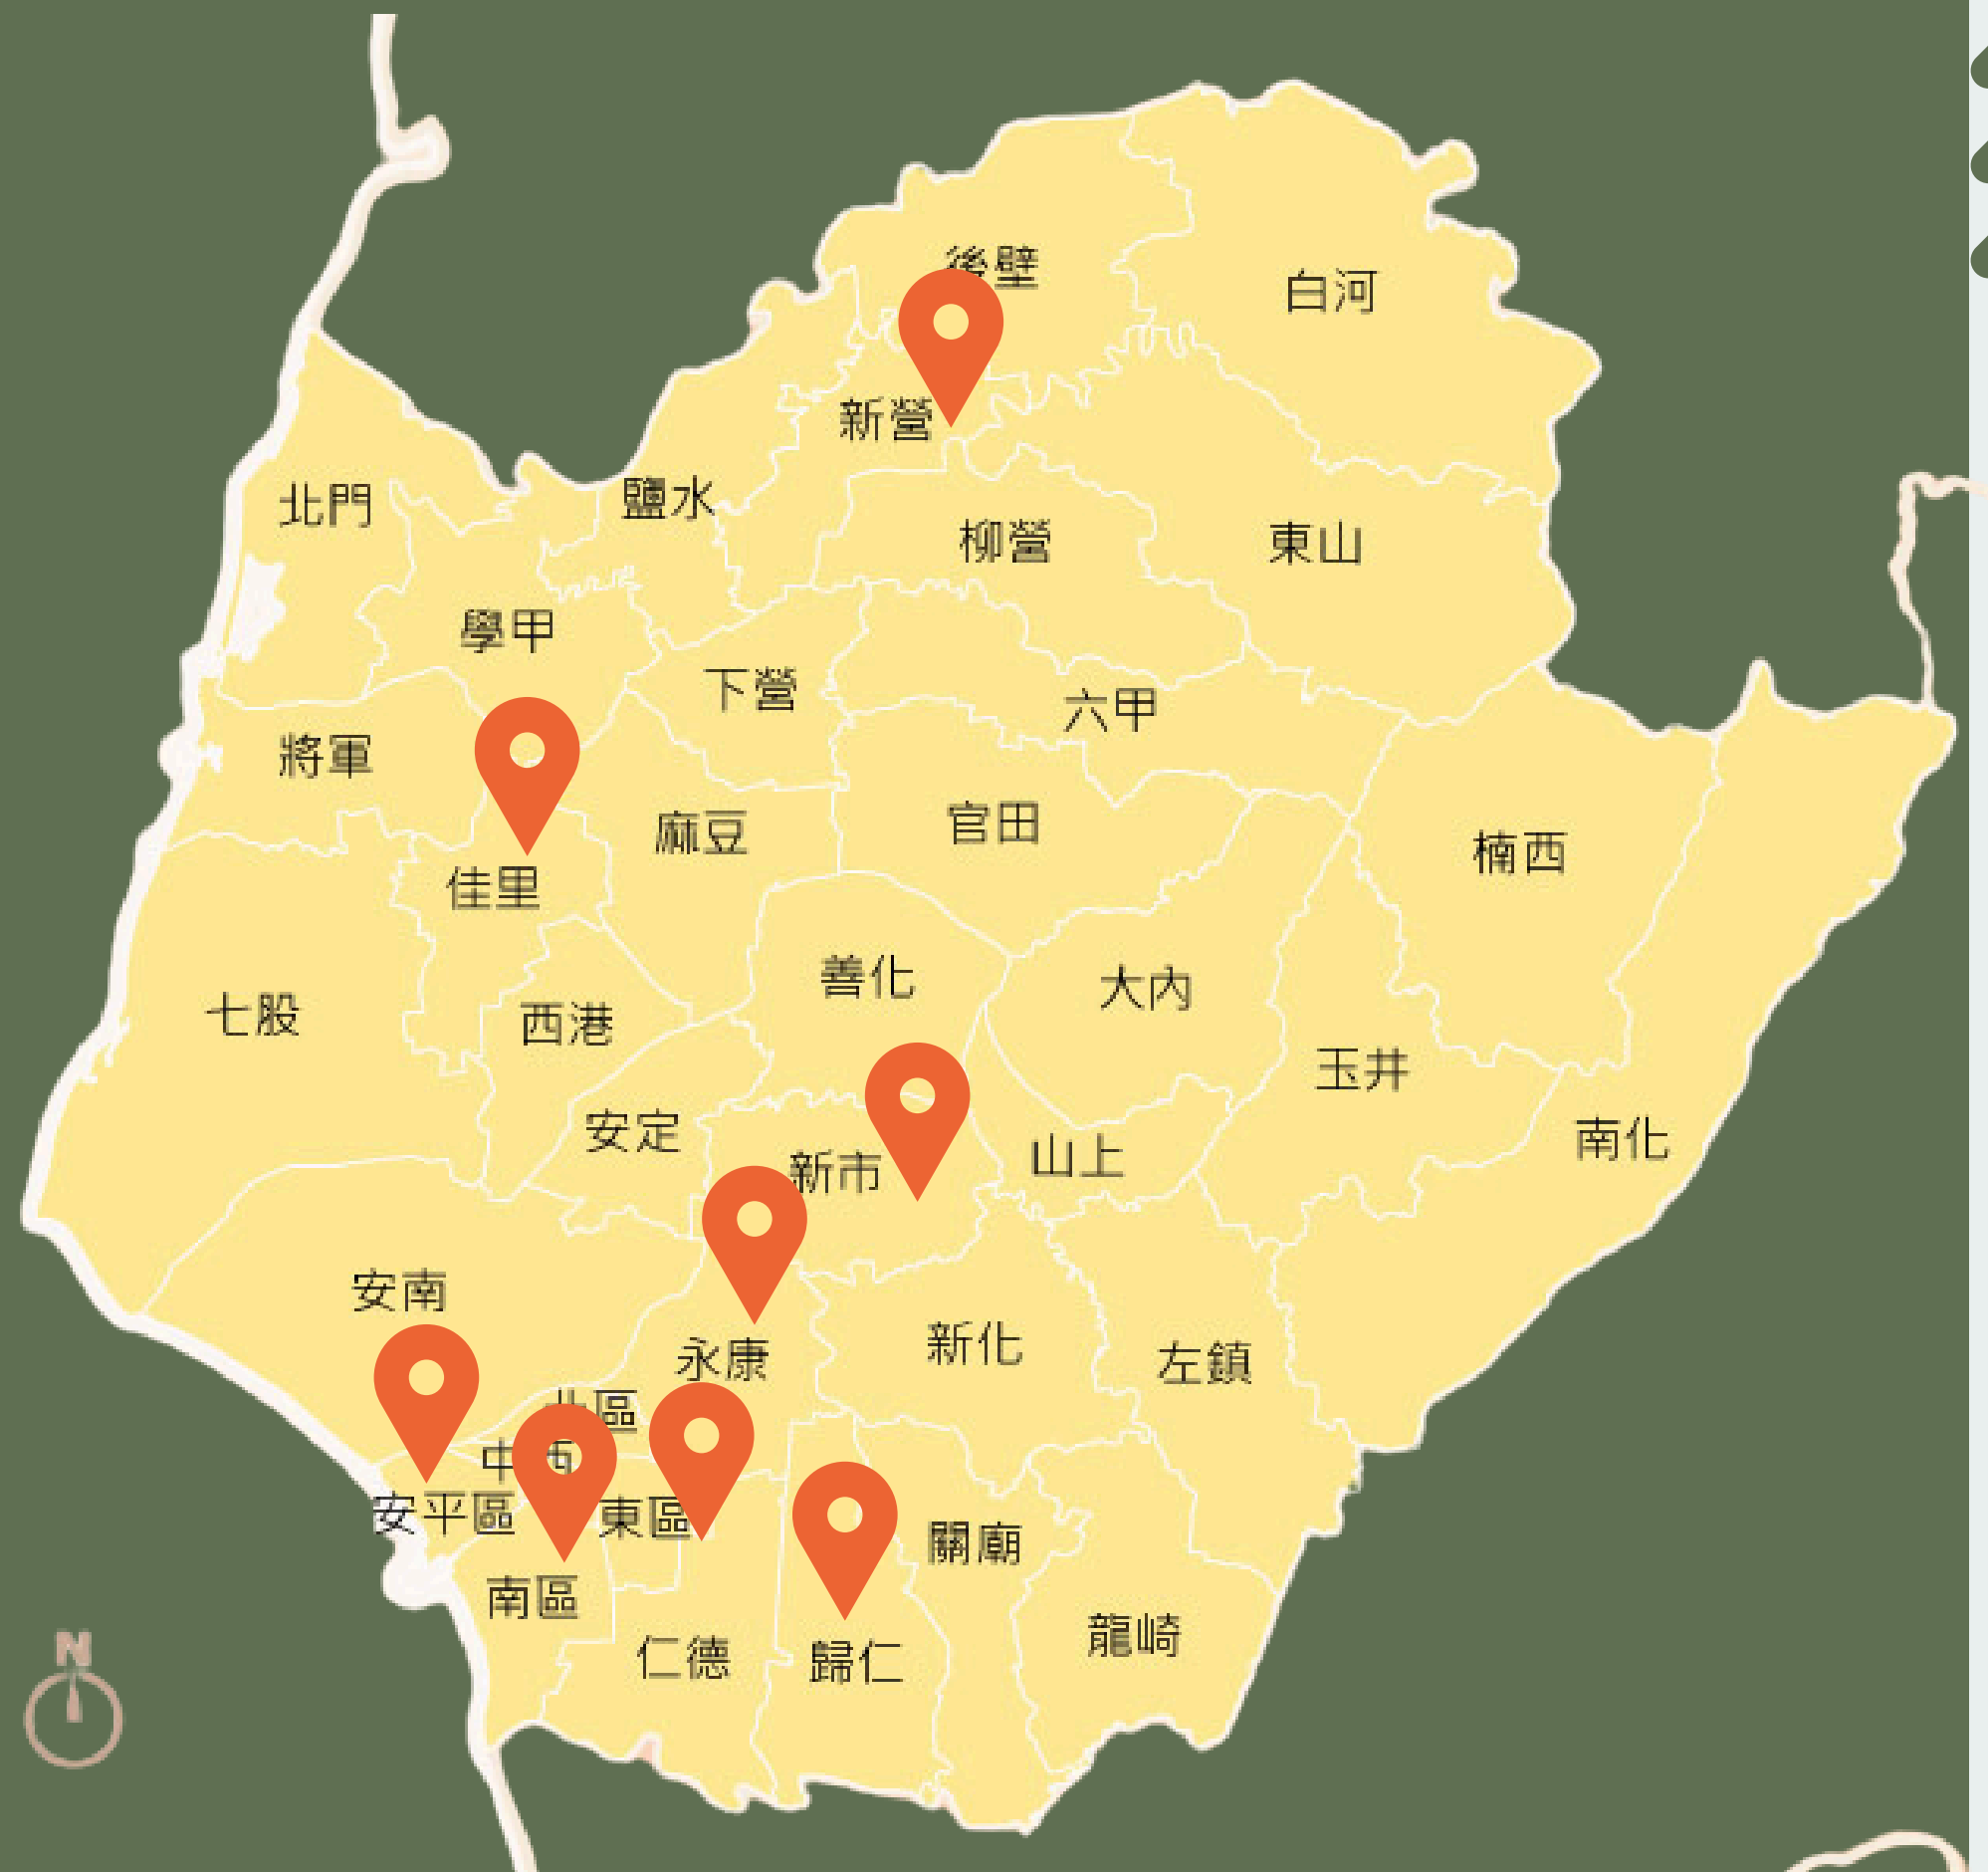 後壁
白河
新營
北門
鹽水
柳營
東山
學甲
下營
六甲
將軍
麻豆
官田
楠西
佳里
善化
大內
七股
西港
玉井
安定
新市
山上
南化
安南
永康
新化
左鎮
北區
中西
安平區
東區
關廟
南區
龍崎
仁德
歸仁
N